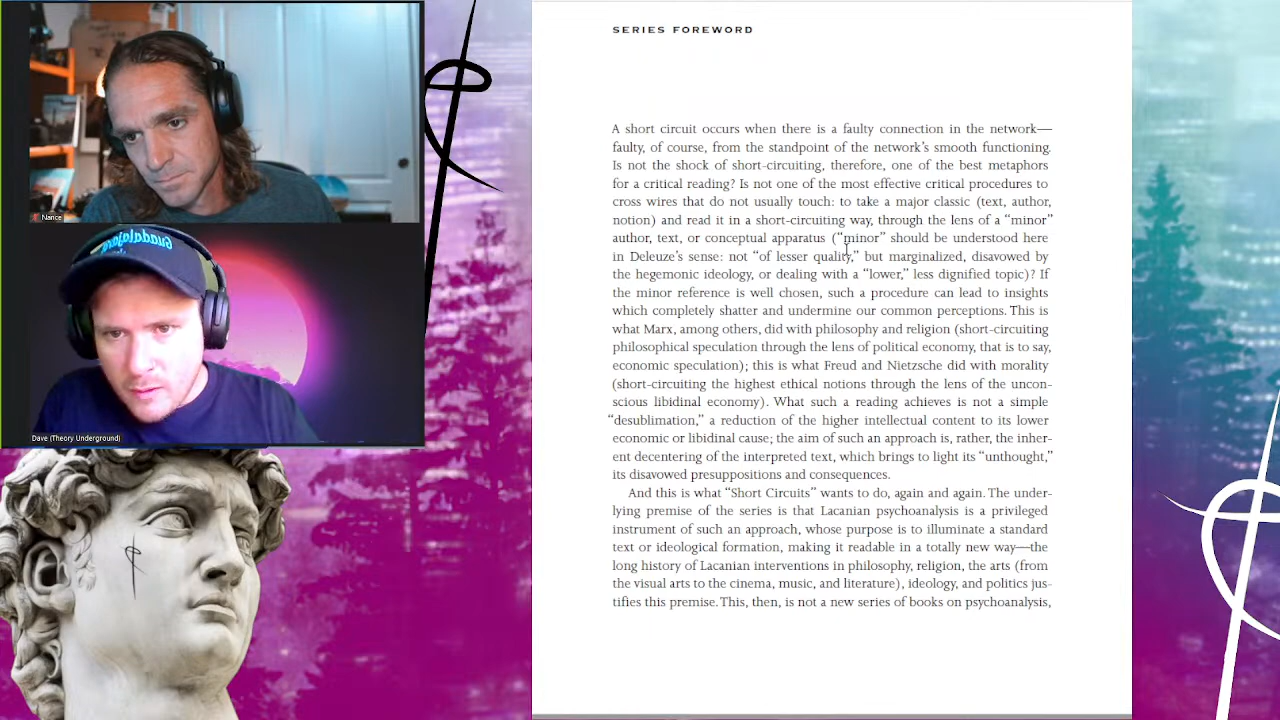 Guadalajara
Nance
Dave (Theory Underground)
SERIES FOREWORD
A short circuit occurs when there is a faulty connection in the network—
faulty, of course, from the standpoint of the network's smooth functioning.
Is not the shock of short-circuiting, therefore, one of the best metaphors
for a critical reading? Is not one of the most effective critical procedures to
cross wires that do not usually touch: to take a major classic (text, author,
notion) and read it in a short-circuiting way, through the lens of a “minor”
author, text, or conceptual apparatus (“minor” should be understood here
in Deleuze's sense: not “of lesser quality,” but marginalized, disavowed by
the hegemonic ideology, or dealing with a “lower,” less dignified topic)? If
the minor reference is well chosen, such a procedure can lead to insights
which completely shatter and undermine our common perceptions. This is
what Marx, among others, did with philosophy and religion (short-circuiting
philosophical speculation through the lens of political economy, that is to say,
economic speculation); this is what Freud and Nietzsche did with morality
(short-circuiting the highest ethical notions through the lens of the uncon-
scious libidinal economy). What such a reading achieves is not a simple
“desublimation,” a reduction of the higher intellectual content to its lower
economic or libidinal cause; the aim of such an approach is, rather, the inher-
ent decentering of the interpreted text, which brings to light its “unthought,”
its disavowed presuppositions and consequences.
And this is what “Short Circuits” wants to do, again and again. The under-
lying premise of the series is that Lacanian psychoanalysis is a privileged
instrument of such an approach, whose purpose is to illuminate a standard
text or ideological formation, making it readable in a totally new way—the
long history of Lacanian interventions in philosophy, religion, the arts (from
the visual arts to the cinema, music, and literature), ideology, and politics jus-
tifies this premise. This, then, is not a new series of books on psychoanalysis,